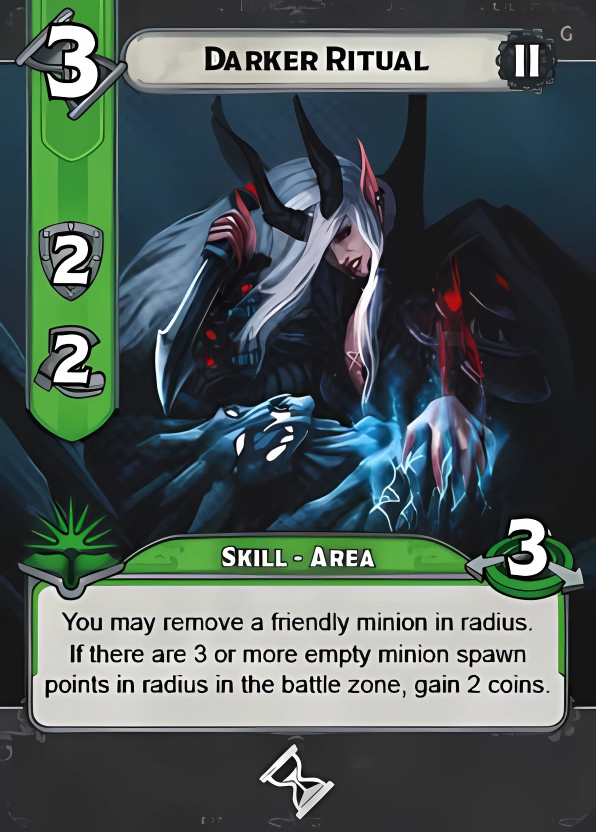 3
DARKER RITUAL
II
G
2
2
SKILL - AREA
3
You may remove a friendly minion in radius.
If there are 3 or more empty minion spawn
points in radius in the battle zone, gain 2 coins.